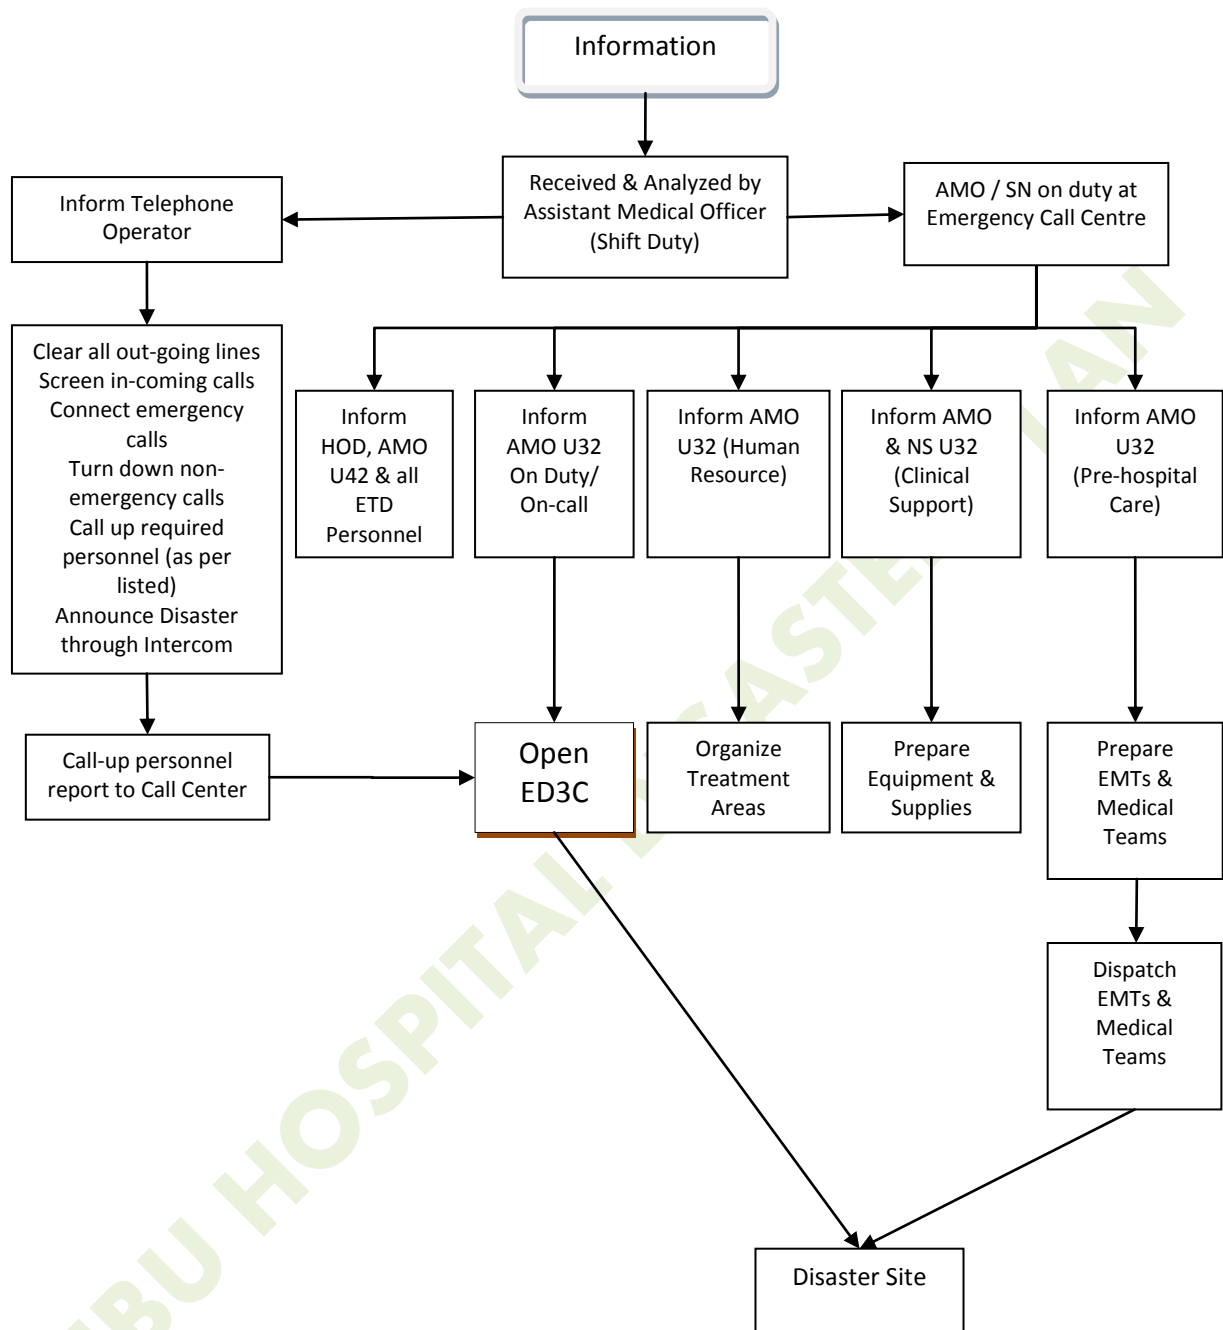 Information
Received & Analyzed by
Assistant Medical Officer
(Shift Duty)
Inform Telephone
Operator
AMO / SN on duty at
Emergency Call Centre
Clear all out-going lines
Screen in-coming calls
Connect emergency
calls
Turn down non-
emergency calls
Call up required
personnel (as per
listed)
Announce Disaster
through Intercom
Inform
HOD, AMO
U42 & all
ETD
Personnel
Inform
AMO U32
On Duty/
On-call
Inform AMO
U32 (Human
Resource)
Inform AMO
& NS U32
(Clinical
Support)
Inform AMO
U32
(Pre-hospital
Care)
Call-up personnel
report to Call Center
Open
ED3C
Organize
Treatment
Areas
Prepare
Equipment &
Supplies
Prepare
EMTs &
Medical
Teams
Dispatch
EMTs &
Medical
Teams
Disaster Site
HOSPITAL